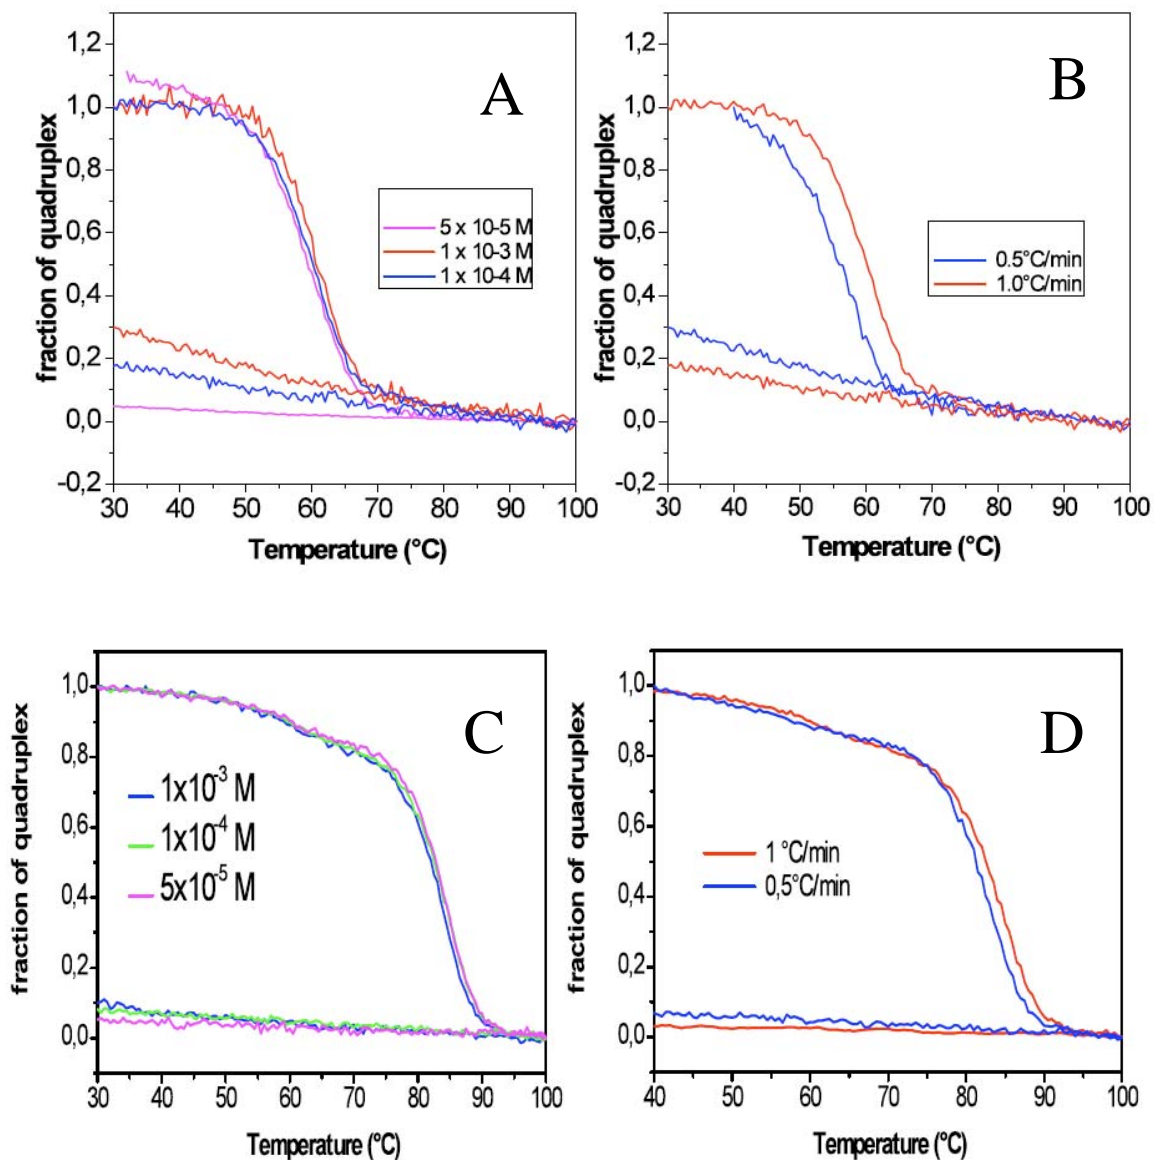 A
fraction of quadruplex
1,2
1,0
0,8
0,6
0,4
0,2
0,0
-0,2
5 x 10-5 M
1 x 10-3 M
1 x 10-4 M
30 40 50 60 70 80 90 100
Temperature (°C)
B
fraction of quadruplex
1,2
1,0
0,8
0,6
0,4
0,2
0,0
-0,2
0.5°C/min
1.0°C/min
30 40 50 60 70 80 90 100
Temperature (°C)
C
fraction of quadruplex
1,0
0,8
0,6
0,4
0,2
0,0
1x10⁻³ M
1x10⁻⁴ M
5x10⁻⁵ M
30 40 50 60 70 80 90 100
Temperature (°C)
D
fraction of quadruplex
1,0
0,8
0,6
0,4
0,2
0,0
1 °C/min
0,5°C/min
40 50 60 70 80 90 100
Temperature (°C)